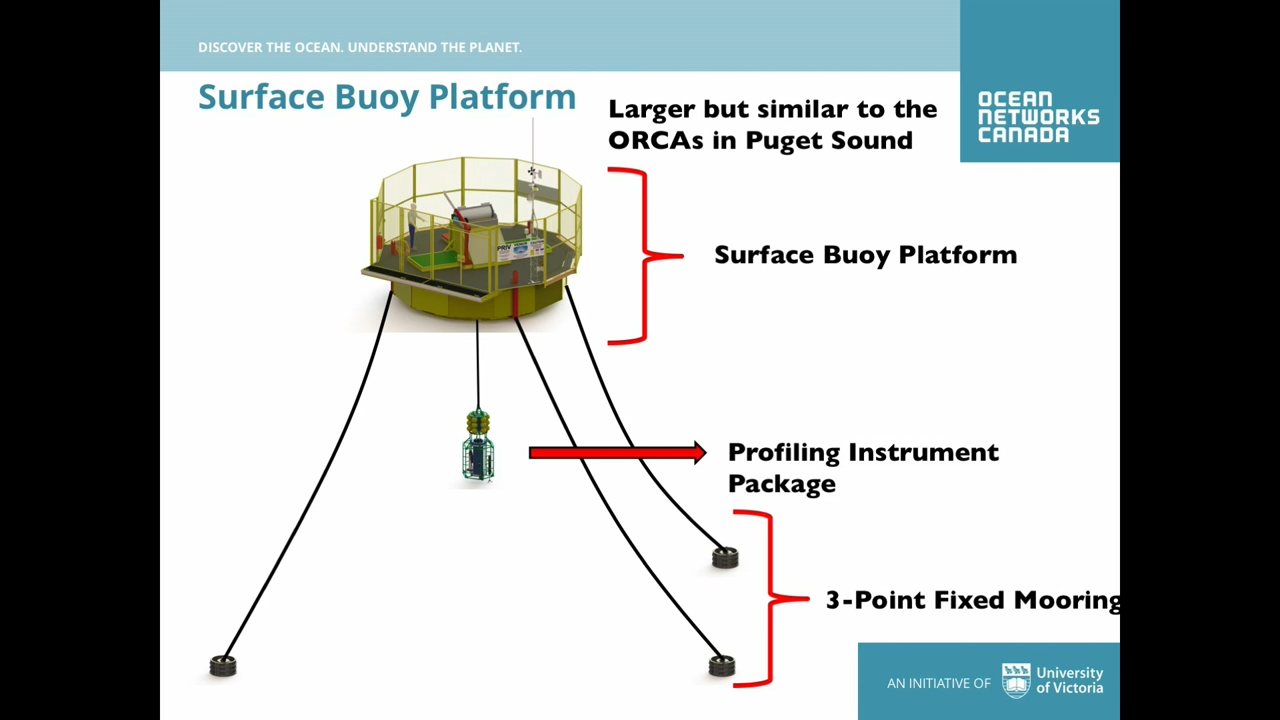 DISCOVER THE OCEAN. UNDERSTAND THE PLANET.
Surface Buoy Platform
Larger but similar to the
ORCAs in Puget Sound
OCEAN
NETWORKS
CANADA
PRIV
Surface Buoy Platform
Profiling Instrument
Package
3-Point Fixed Mooring
AN INITIATIVE OF
University
of Victoria